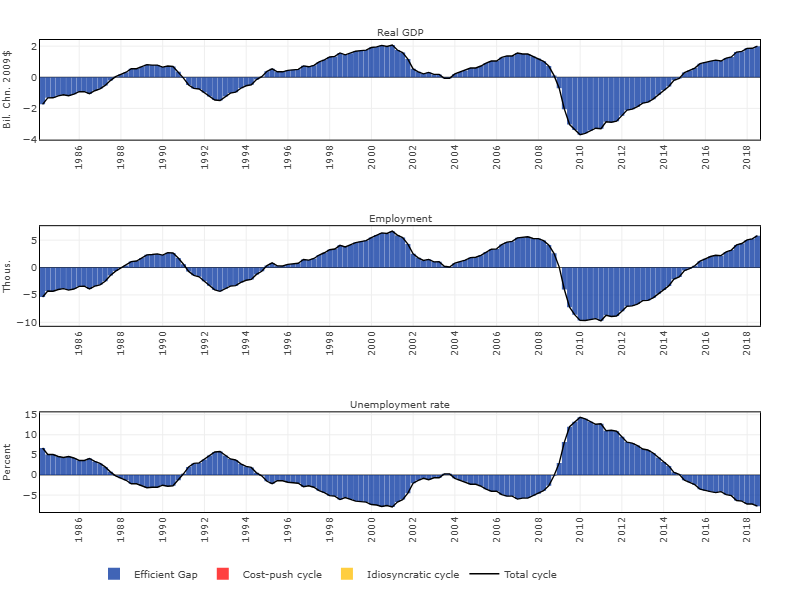 Real GDP
Bil. Chn. 2009$
2
0
−2
−4
1986 1988 1990 1992 1994 1996 1998 2000 2002 2004 2006 2008 2010 2012 2014 2016 2018
Employment
Thous.
5
0
−5
−10
1986 1988 1990 1992 1994 1996 1998 2000 2002 2004 2006 2008 2010 2012 2014 2016 2018
Unemployment rate
Percent
15
10
5
0
−5
1986 1988 1990 1992 1994 1996 1998 2000 2002 2004 2006 2008 2010 2012 2014 2016 2018
Efficient Gap Cost-push cycle Idiosyncratic cycle Total cycle